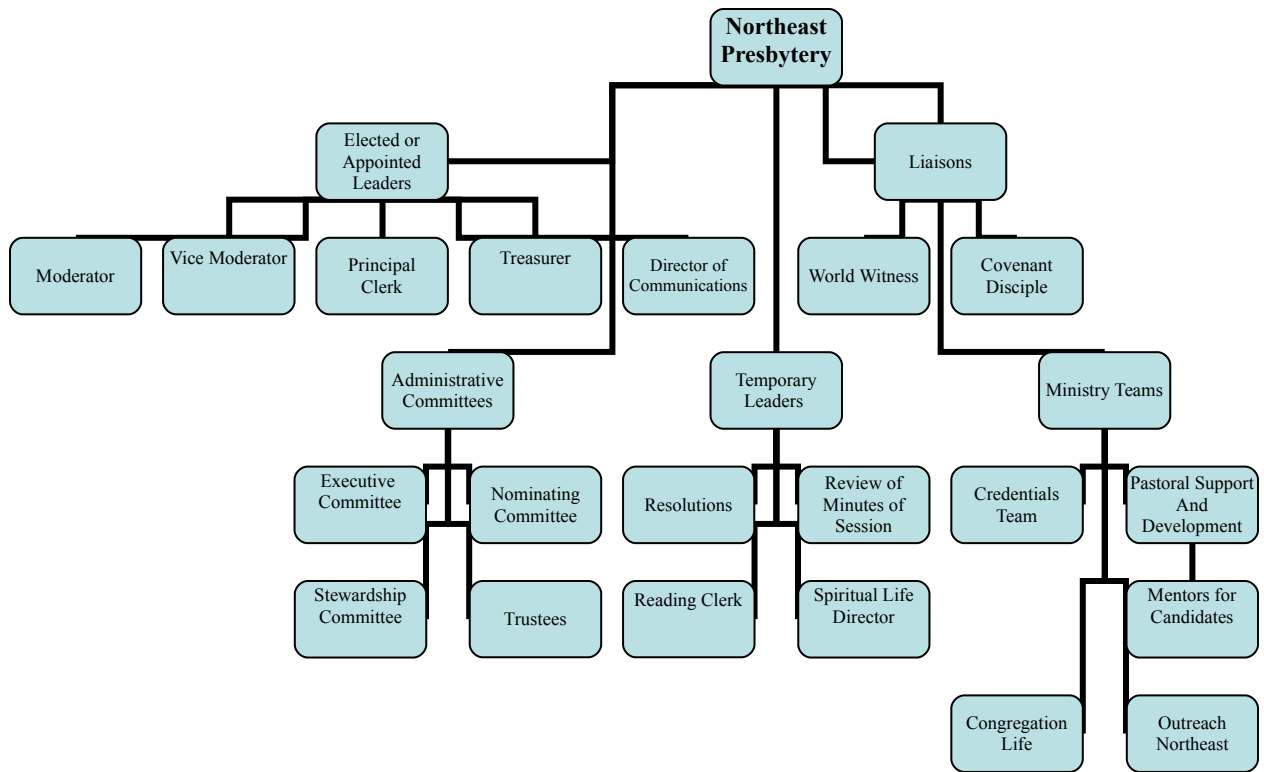 Northeast
Presbytery
Elected or
Appointed
Leaders
Liaisons
Moderator
Vice Moderator
Principal
Clerk
Treasurer
Director of
Communications
World Witness
Covenant
Disciple
Administrative
Committees
Temporary
Leaders
Ministry Teams
Executive
Committee
Nominating
Committee
Resolutions
Review of
Minutes of
Session
Credentials
Team
Pastoral Support
And
Development
Stewardship
Committee
Trustees
Reading Clerk
Spiritual Life
Director
Mentors for
Candidates
Congregation
Life
Outreach
Northeast